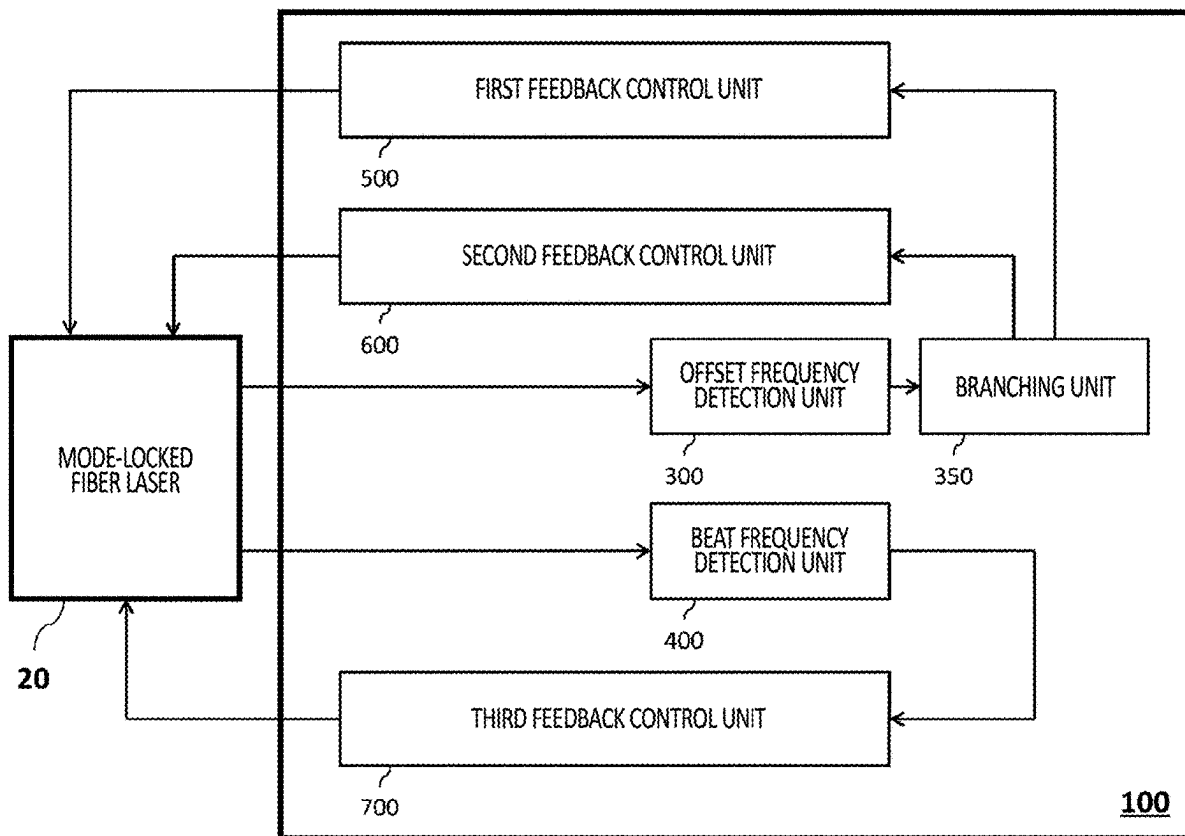 FIRST FEEDBACK CONTROL UNIT
500
SECOND FEEDBACK CONTROL UNIT
600
OFFSET FREQUENCY
DETECTION UNIT
300
BRANCHING UNIT
350
MODE-LOCKED
FIBER LASER
20
BEAT FREQUENCY
DETECTION UNIT
400
THIRD FEEDBACK CONTROL UNIT
700
100